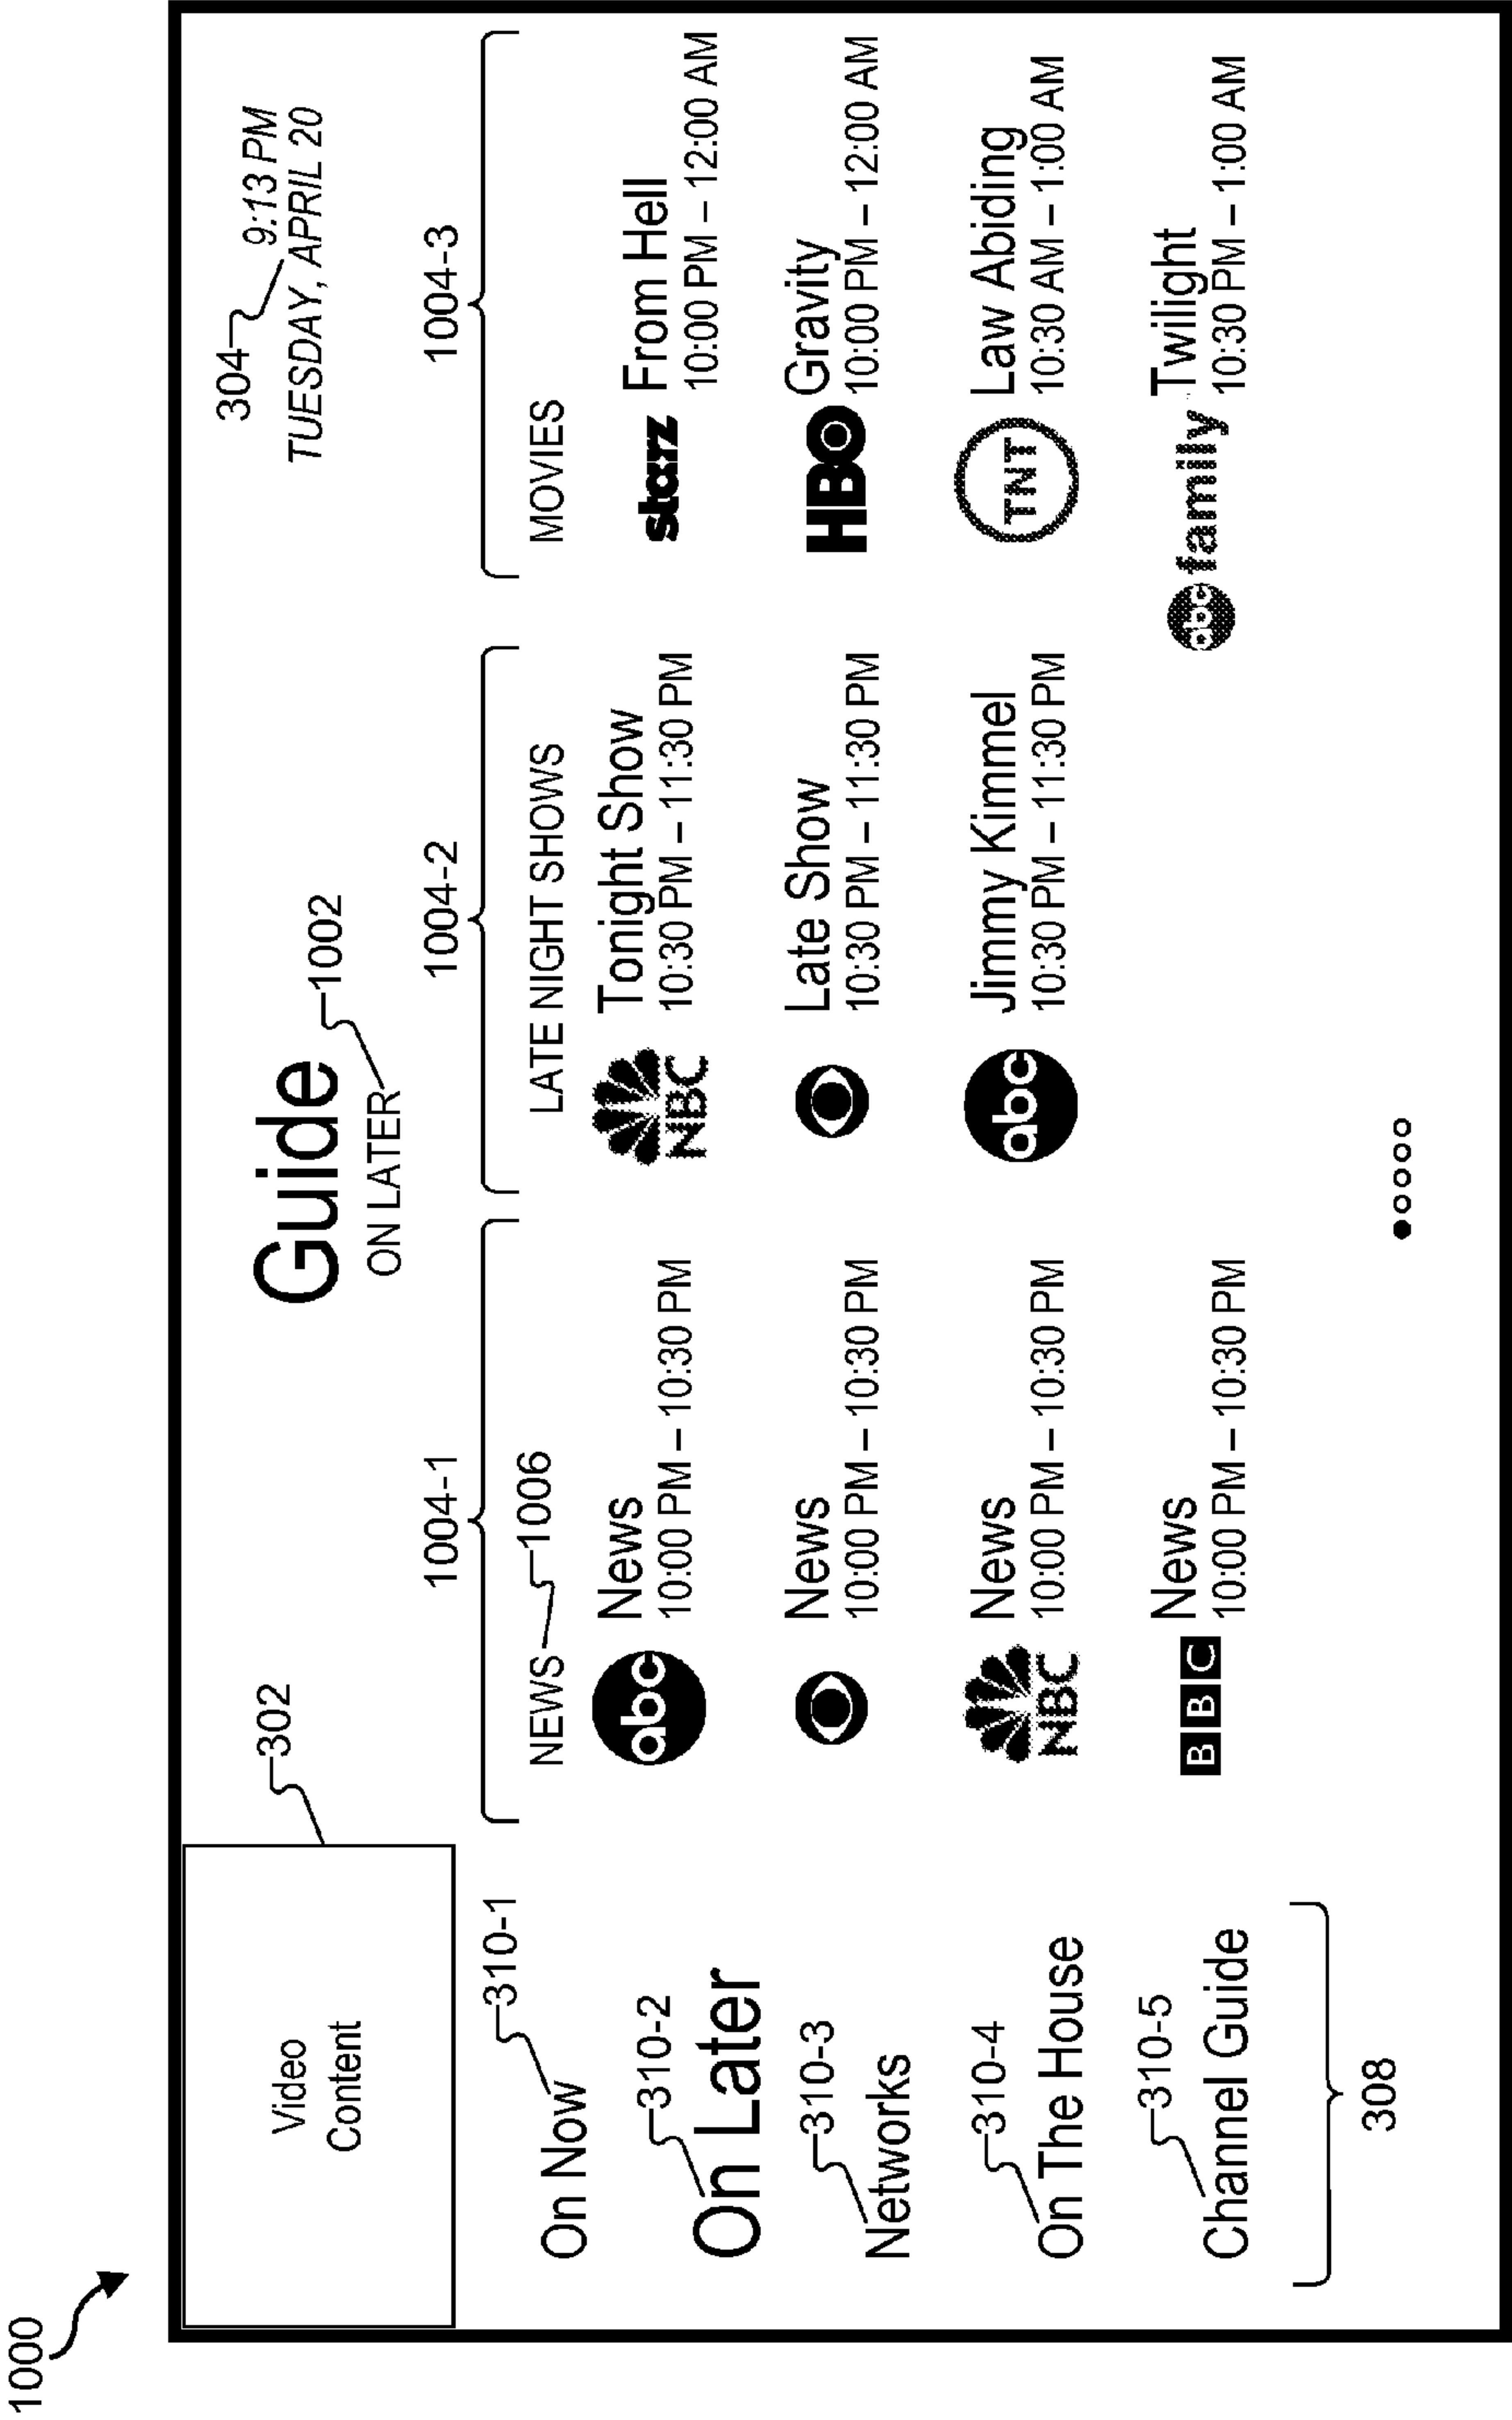 1000
Video
Content
302
Guide
ON LATER
1002
304
9:13 PM
TUESDAY, APRIL 20
308
310-1
On Now
310-2
On Later
310-3
Networks
310-4
On The House
310-5
Channel Guide
1004-1
NEWS
1006
abc
News
10:00 PM – 10:30 PM
News
10:00 PM – 10:30 PM
NBC
News
10:00 PM – 10:30 PM
BBC
News
10:00 PM – 10:30 PM
1004-2
LATE NIGHT SHOWS
NBC
Tonight Show
10:30 PM – 11:30 PM
Late Show
10:30 PM – 11:30 PM
abc
Jimmy Kimmel
10:30 PM – 11:30 PM
1004-3
MOVIES
starz
From Hell
10:00 PM – 12:00 AM
HBO
Gravity
10:00 PM – 12:00 AM
TNT
Law Abiding
10:30 AM – 1:00 AM
abc family
Twilight
10:30 PM – 1:00 AM